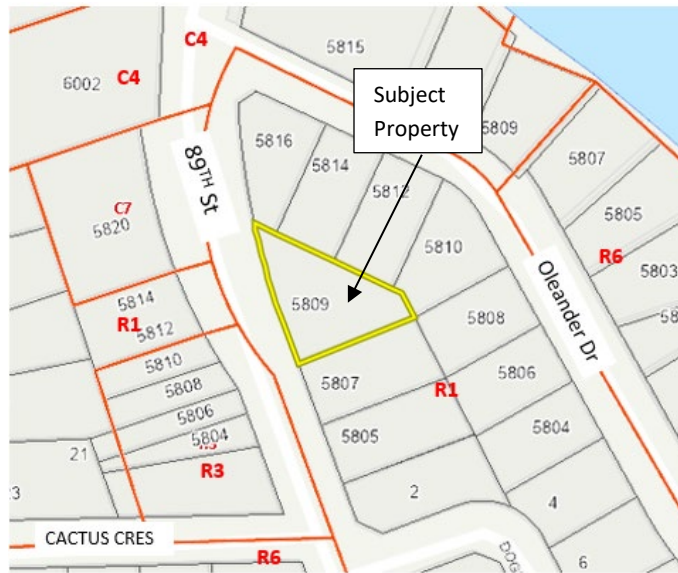 C4
5815
6002
C4
Subject
Property
5816
5814
5812
5809
5807
89TH St
C7
5820
5810
5805
R6
5803
5809
Oleander Dr
5814
R1
5812
5808
5810
5807
R1
5806
5808
5806
5805
5804
5804
21
R3
2
4
CACTUS CRES
R6
6